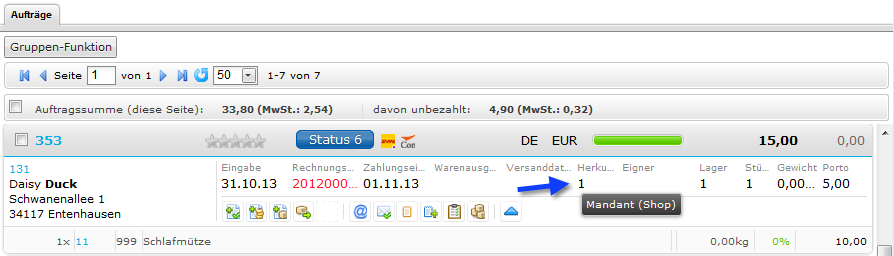 Aufträge
Gruppen-Funktion
Seite 1 von 1 50 1-7 von 7
Auftragssumme (diese Seite): 33,80 (MwSt.: 2,54) davon unbezahlt: 4,90 (MwSt.: 0,32)
353 Status 6 DE EUR 15,00 0,00
131 Eingabe Rechnungs... Zahlungsei... Warenausg... Versanddat... Herku... Eigner Lager Stü... Gewicht Porto
Daisy Duck 31.10.13 2012000... 01.11.13 1 1 1 0,00... 5,00
Schwanenallee 1 Mandant (Shop)
34117 Entenhausen
1x 11 999 Schlafmütze 0,00kg 0% 10,00